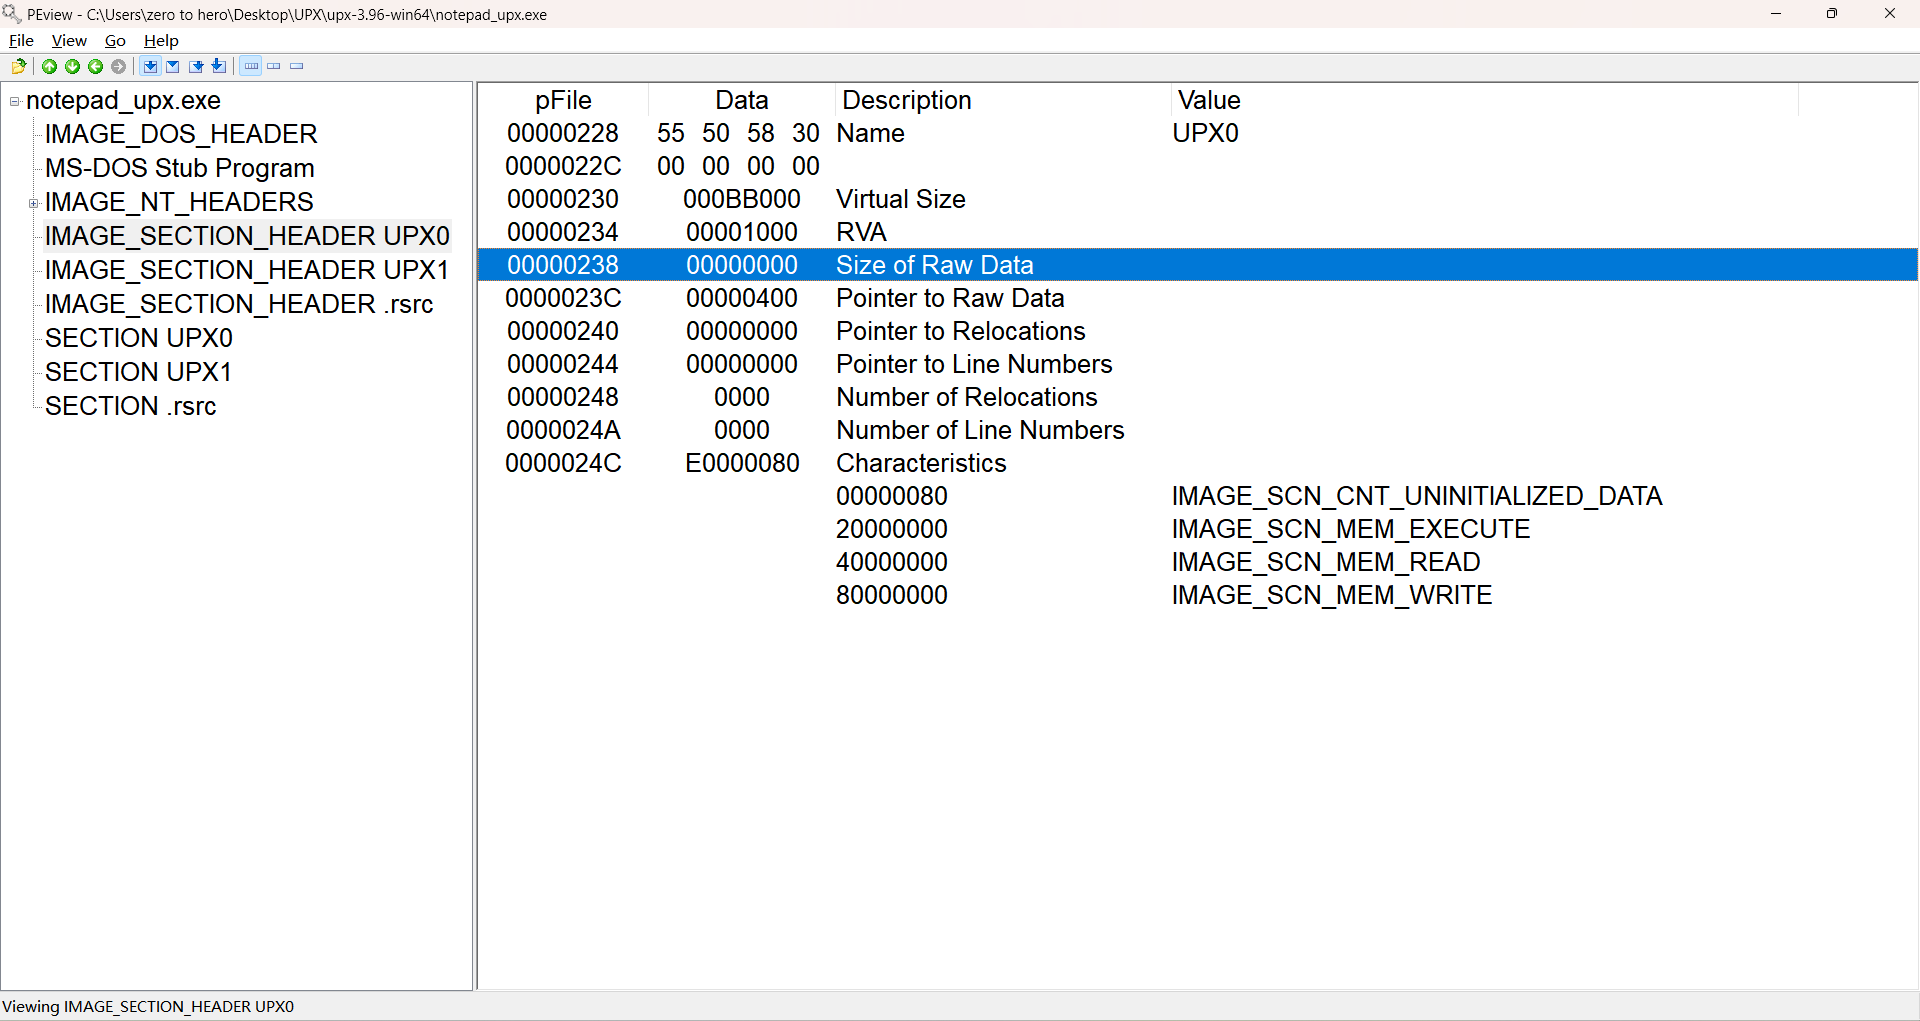 PEview - C:\Users\zero to hero\Desktop\UPX\upx-3.96-win64\notepad_upx.exe
File View Go Help
notepad_upx.exe
IMAGE_DOS_HEADER
MS-DOS Stub Program
IMAGE_NT_HEADERS
IMAGE_SECTION_HEADER UPX0
IMAGE_SECTION_HEADER UPX1
IMAGE_SECTION_HEADER .rsrc
SECTION UPX0
SECTION UPX1
SECTION .rsrc
pFile Data Description Value
00000228 55 50 58 30 Name UPX0
0000022C 00 00 00 00
00000230 000BB000 Virtual Size
00000234 00001000 RVA
00000238 00000000 Size of Raw Data
0000023C 00000400 Pointer to Raw Data
00000240 00000000 Pointer to Relocations
00000244 00000000 Pointer to Line Numbers
00000248 0000 Number of Relocations
0000024A 0000 Number of Line Numbers
0000024C E0000080 Characteristics
00000080 IMAGE_SCN_CNT_UNINITIALIZED_DATA
20000000 IMAGE_SCN_MEM_EXECUTE
40000000 IMAGE_SCN_MEM_READ
80000000 IMAGE_SCN_MEM_WRITE
Viewing IMAGE_SECTION_HEADER UPX0